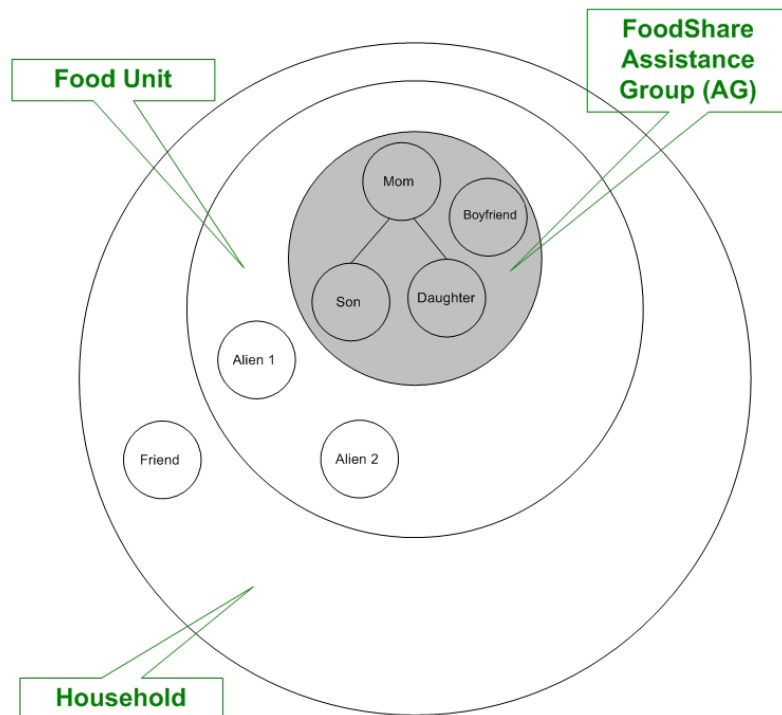 FoodShare
Assistance
Group (AG)
Food Unit
Mom
Boyfriend
Son
Daughter
Alien 1
Friend
Alien 2
Household